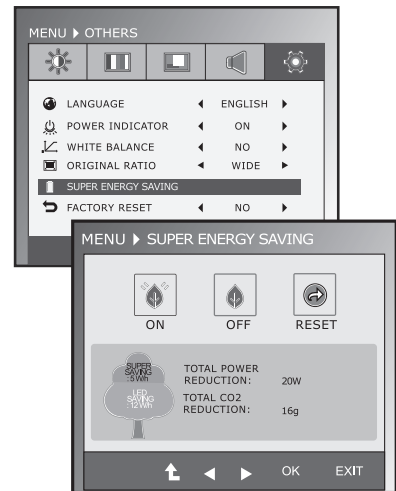 MENU ▶ OTHERS
LANGUAGE ◀ ENGLISH ▶
POWER INDICATOR ◀ ON ▶
WHITE BALANCE ◀ NO ▶
ORIGINAL RATIO ◀ WIDE ▶
SUPER ENERGY SAVING
FACTORY RESET ◀ NO ▶
MENU ▶ SUPER ENERGY SAVING
ON OFF RESET
SUPER
SAVING
: 5 W/h
LED
SAVING
: 12 W/h
TOTAL POWER
REDUCTION: 20W
TOTAL CO2
REDUCTION: 16g
OK EXIT